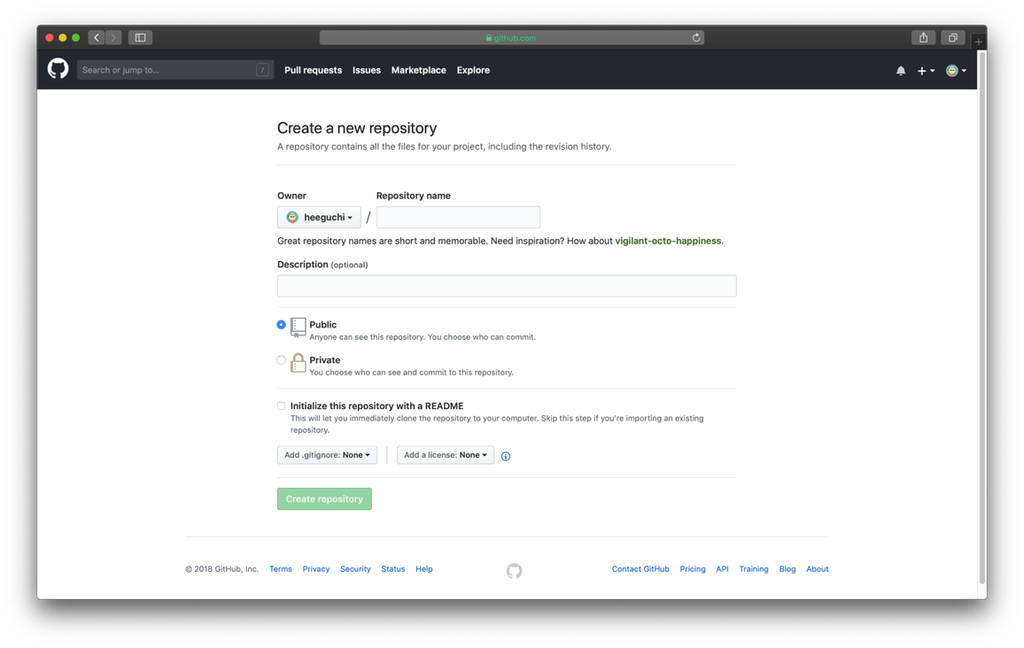 github.com
Search or jump to... /
Pull requests Issues Marketplace Explore
Create a new repository
A repository contains all the files for your project, including the revision history.
Owner Repository name
heeguchi /
Great repository names are short and memorable. Need inspiration? How about vigilant-octo-happiness.
Description (optional)
Public
Anyone can see this repository. You choose who can commit.
Private
You choose who can see and commit to this repository.
Initialize this repository with a README
This will let you immediately clone the repository to your computer. Skip this step if you're importing an existing
repository.
Add .gitignore: None Add a license: None
Create repository
© 2018 GitHub, Inc. Terms Privacy Security Status Help Contact GitHub Pricing API Training Blog About